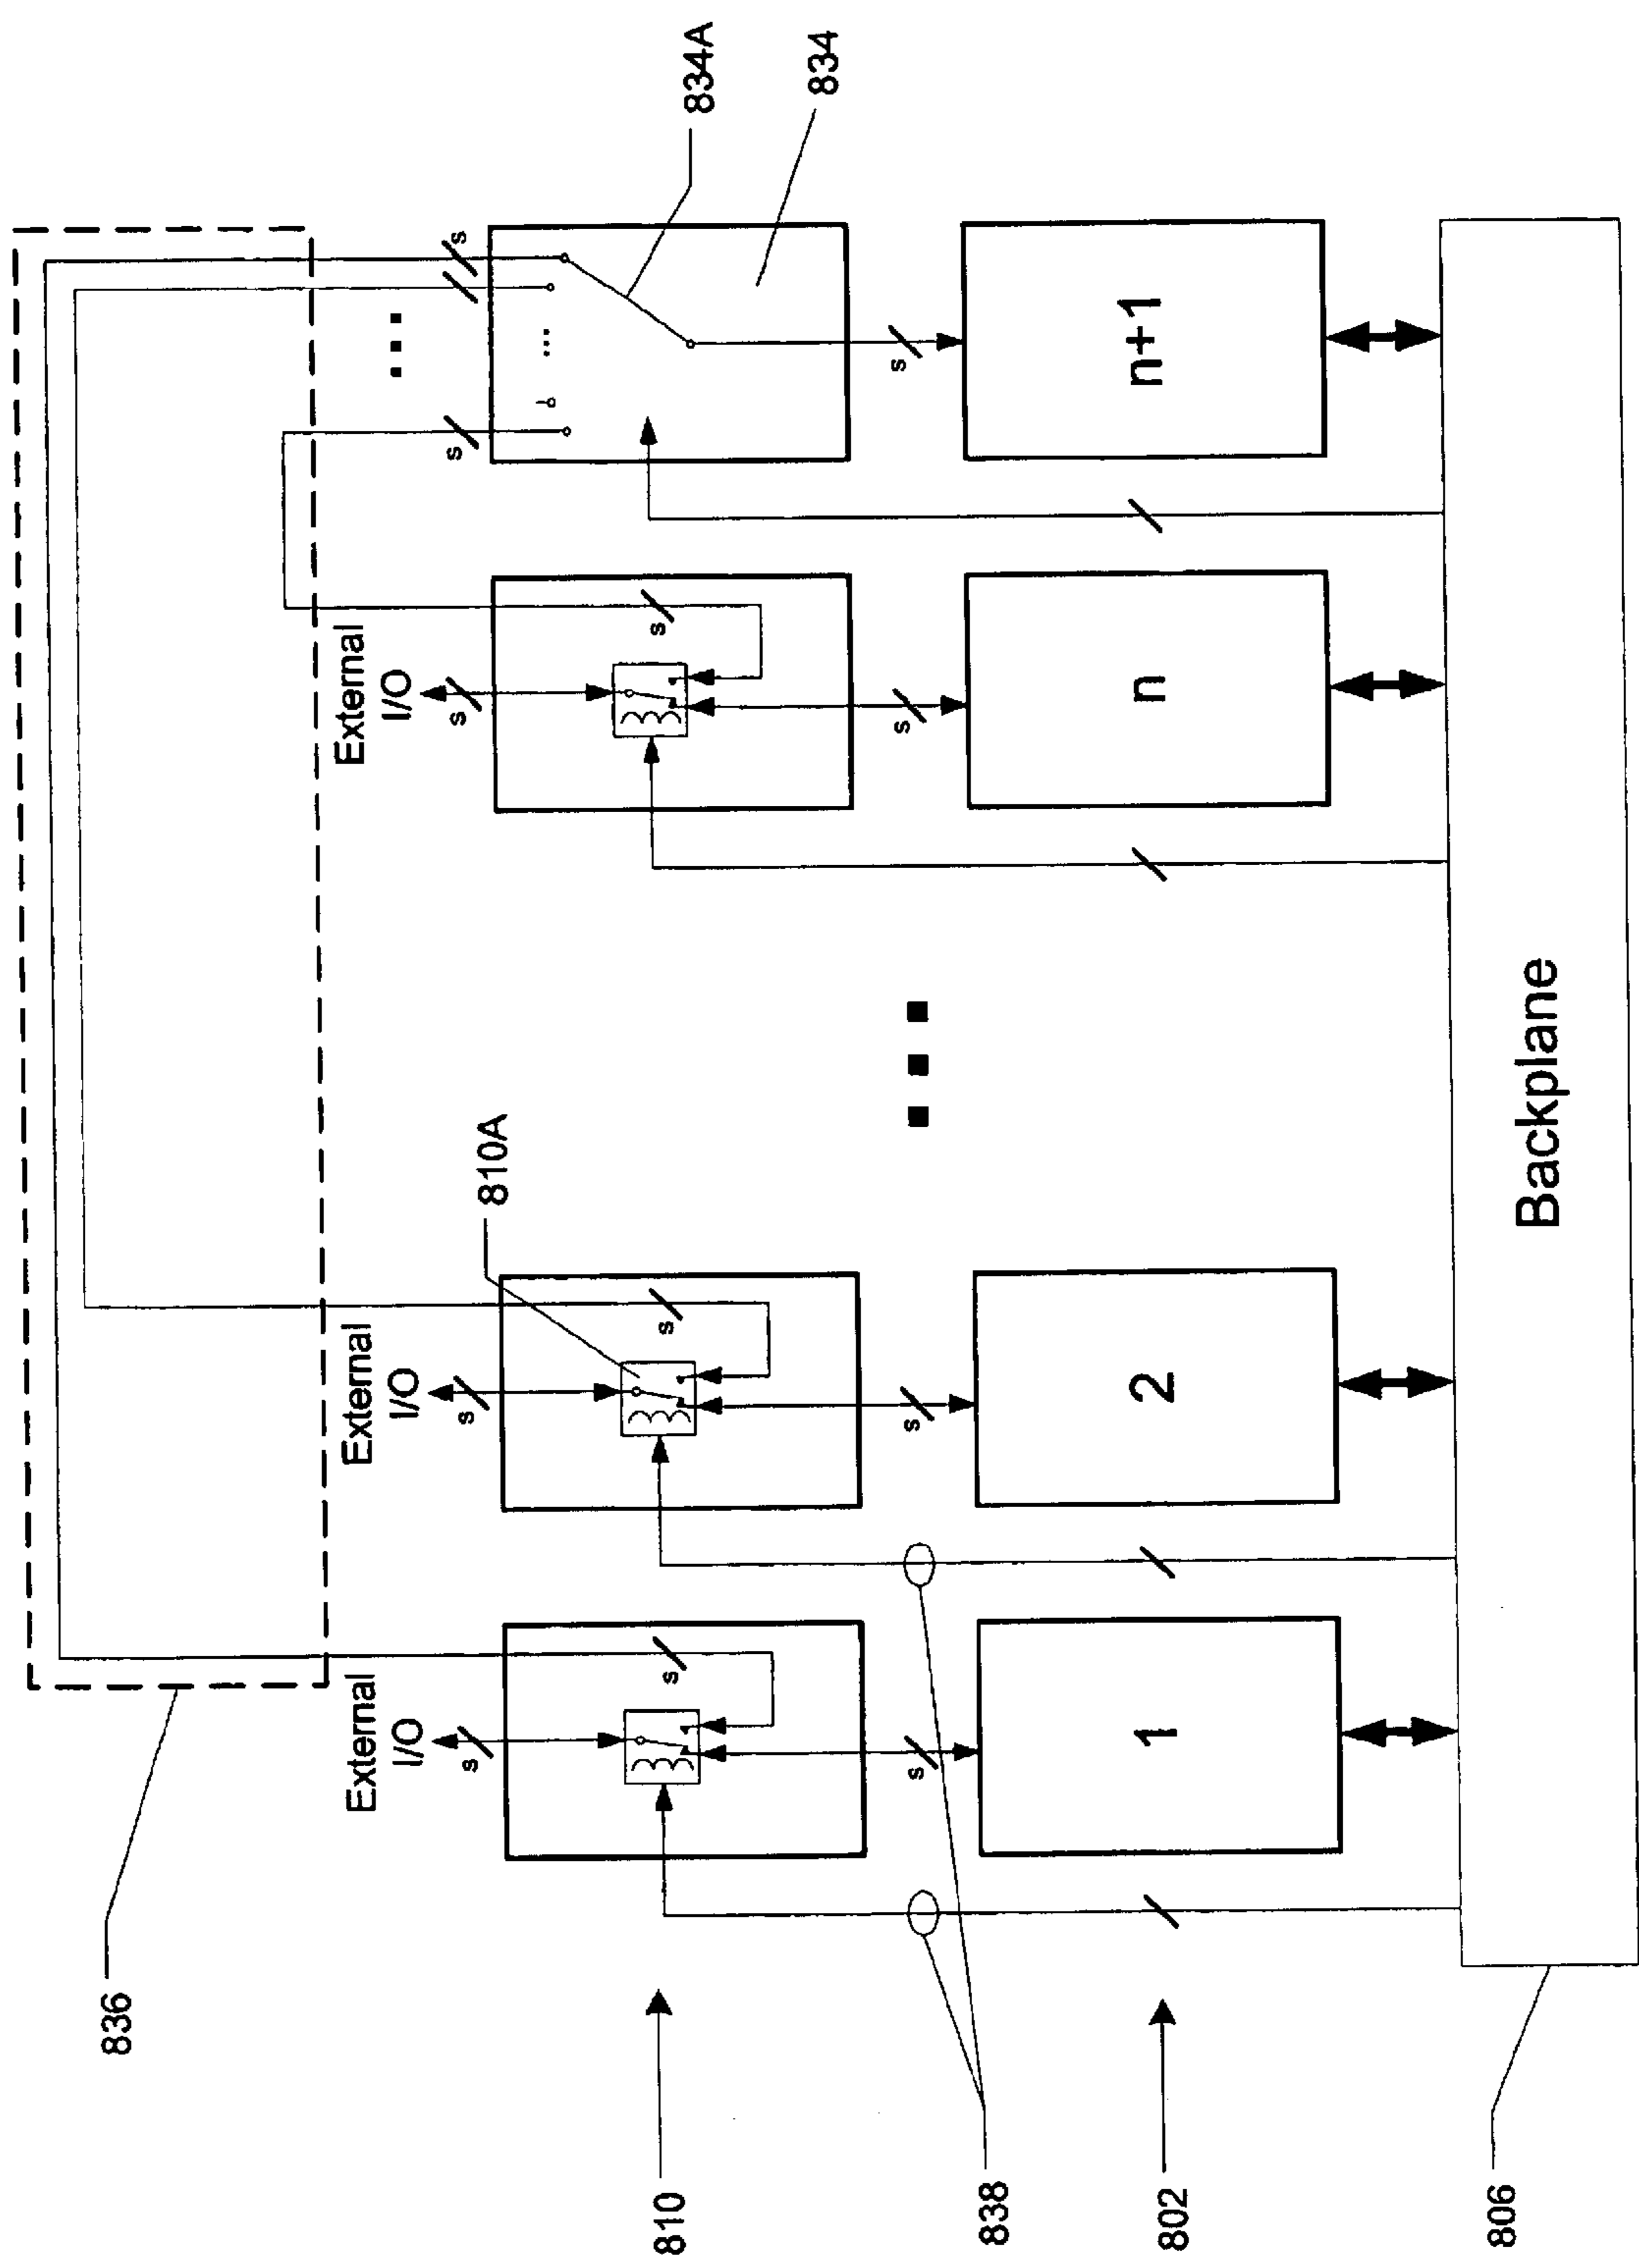 836
External
External
External
I/O
I/O
I/O
s
s
s
s
s
810A
s
s
s
810
834A
834
s
s
s
s
838
802
1
2
n
n+1
806
Backplane